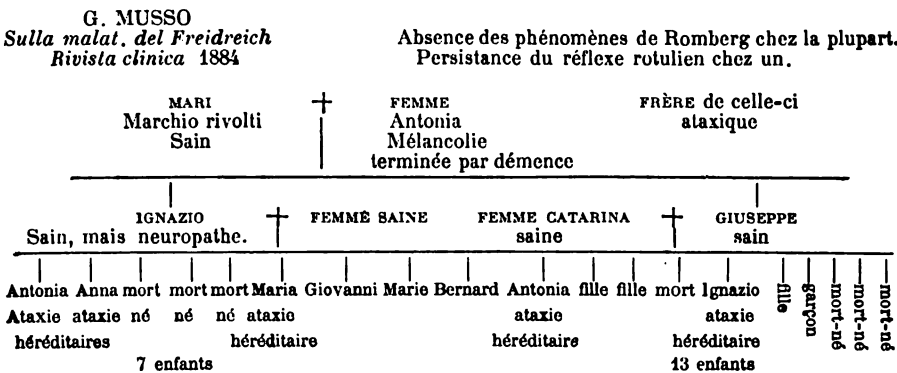 G. MUSSO
Sulla malat. del Freidreich
Rivista clinica 1884
Absence des phénomènes de Romberg chez la plupart.
Persistance du réflexe rotulien chez un.
MARI
Marchio rivolti
Sain
FEMME
Antonia
Mélancolie
terminée par démence
FRÈRE de celle-ci
ataxique
IGNAZIO
Sain, mais neuropathe.
FEMME SAINE
FEMME CATARINA
saine
GIUSEPPE
sain
Antonia Anna mort mort mort Maria Giovanni Marie Bernard Antonia fille fille mort Ignazio
Ataxie ataxie né né né ataxie ataxie ataxie
héréditaires héréditaire héréditaire héréditaire
7 enfants 13 enfants
fille
garçon
mort-né
mort-né
mort-né